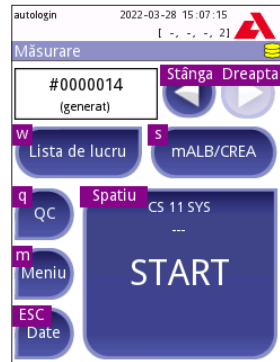 autologin 2022-03-28 15:07:15
[ -, -, -, 2]
Măsurare
#0000014
(generat)
Stânga Dreapta
w
Lista de lucru
s
mALB/CREA
q
QC
Spatiu
CS 11 SYS
---
START
m
Meniu
ESC
Date